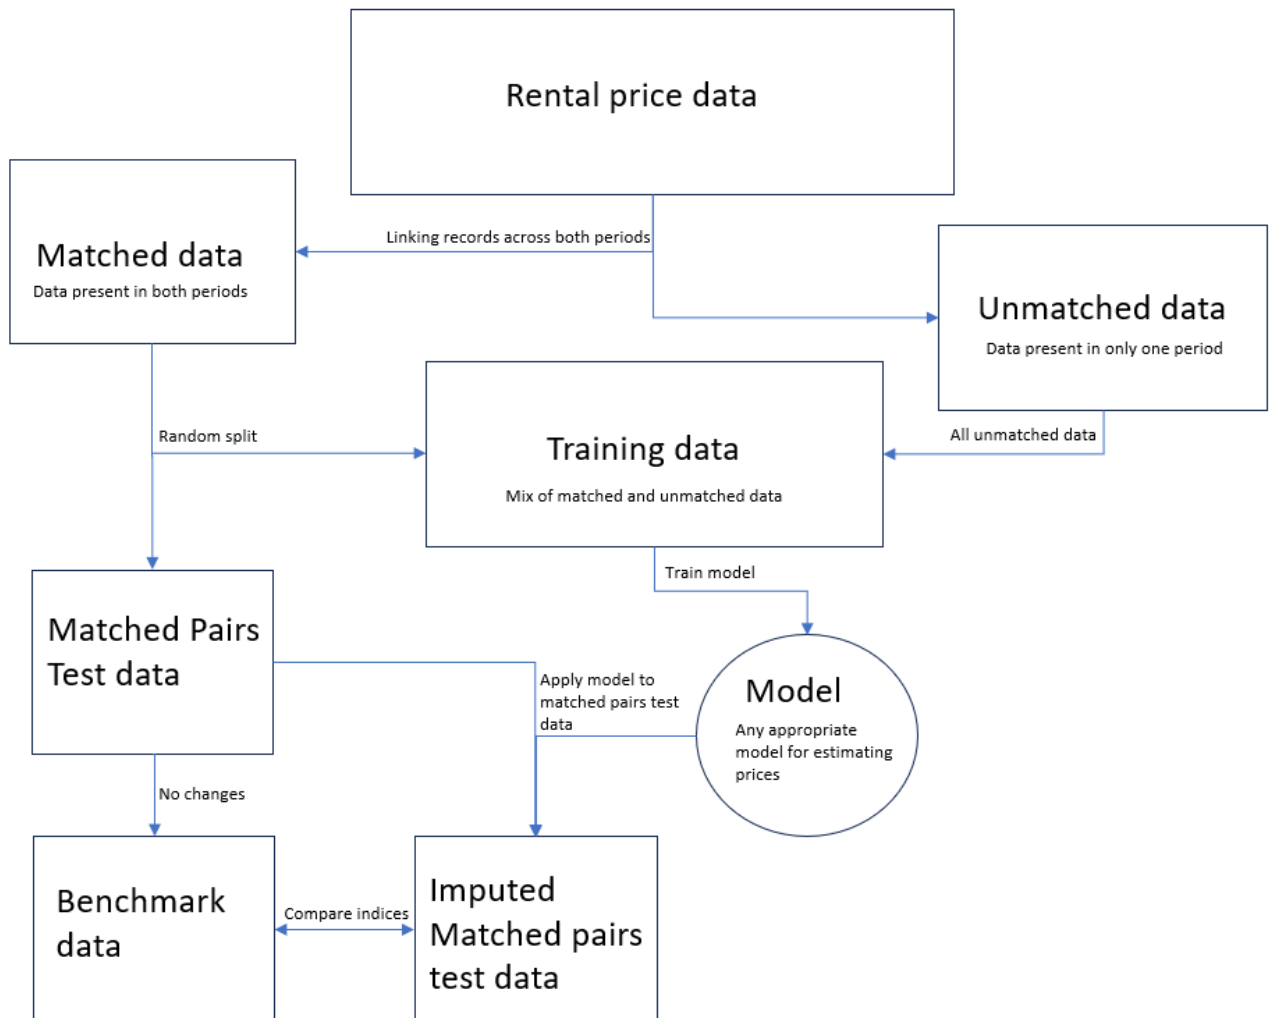 Rental price data
Linking records across both periods
Matched data
Data present in both periods
Unmatched data
Data present in only one period
Random split
All unmatched data
Training data
Mix of matched and unmatched data
Train model
Matched Pairs
Test data
Apply model to
matched pairs test
data
Model
Any appropriate
model for estimating
prices
No changes
Benchmark
data
Compare indices
Imputed
Matched pairs
test data